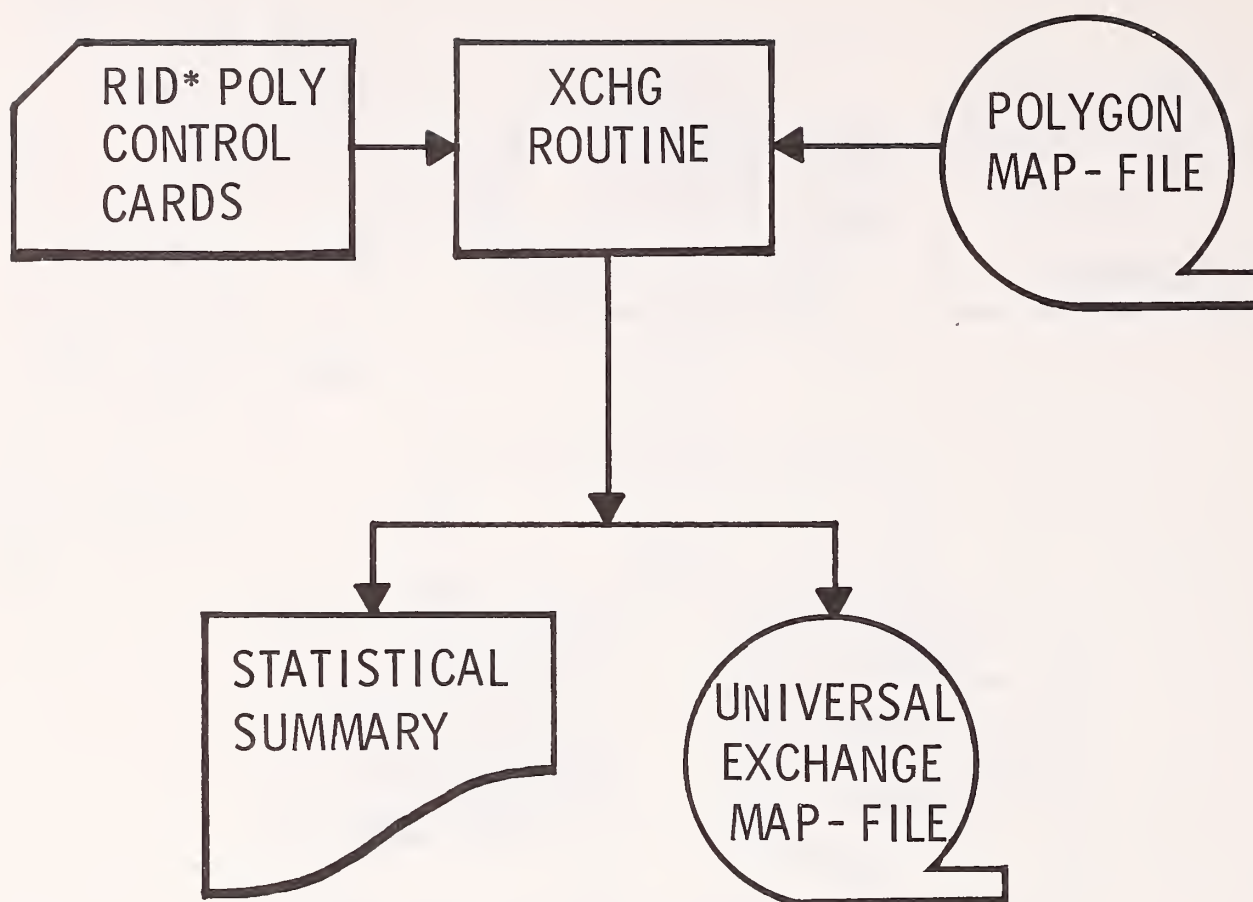 RID* POLY
CONTROL
CARDS
XCHG
ROUTINE
POLYGON
MAP-FILE
STATISTICAL
SUMMARY
UNIVERSAL
EXCHANGE
MAP-FILE